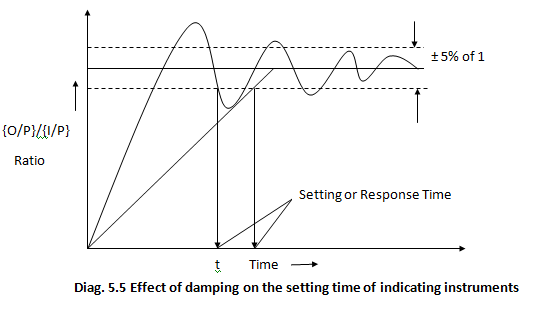 ± 5% of 1
{O/P}/{I/P}
Ratio
Setting or Response Time
t Time
Diag. 5.5 Effect of damping on the setting time of indicating instruments